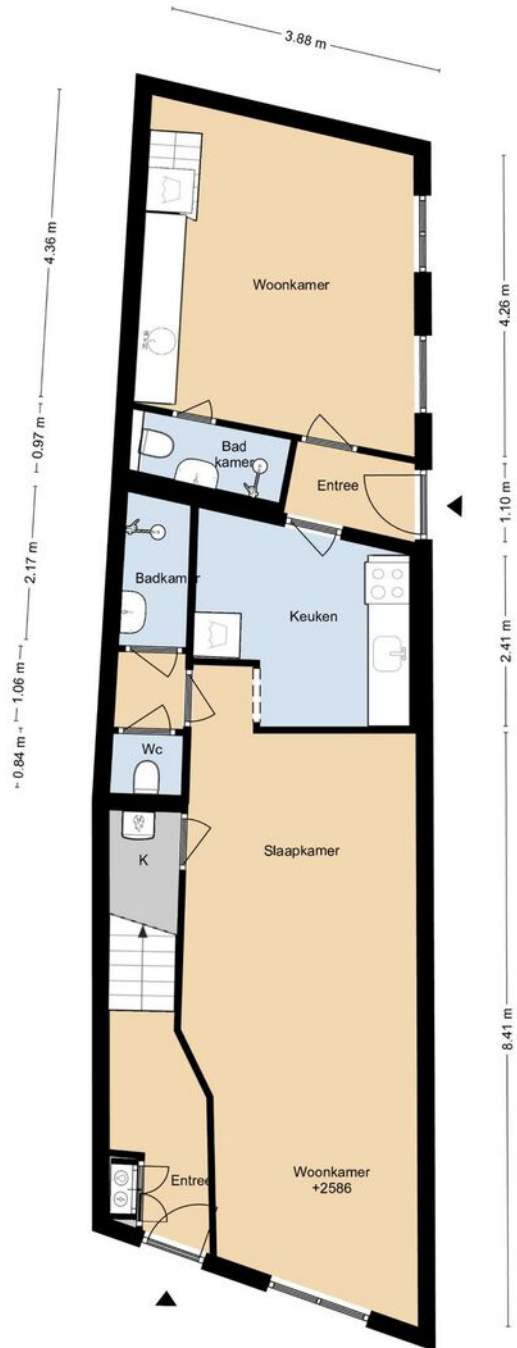 3.88 m
4.36 m
4.26 m
Woonkamer
0.97 m
Bad
kamer
Entree
1.10 m
2.17 m
Badkamer
Keuken
2.41 m
1.06 m
0.84 m
Wc
K
Slaapkamer
8.41 m
Woonkamer
+2586
Entree